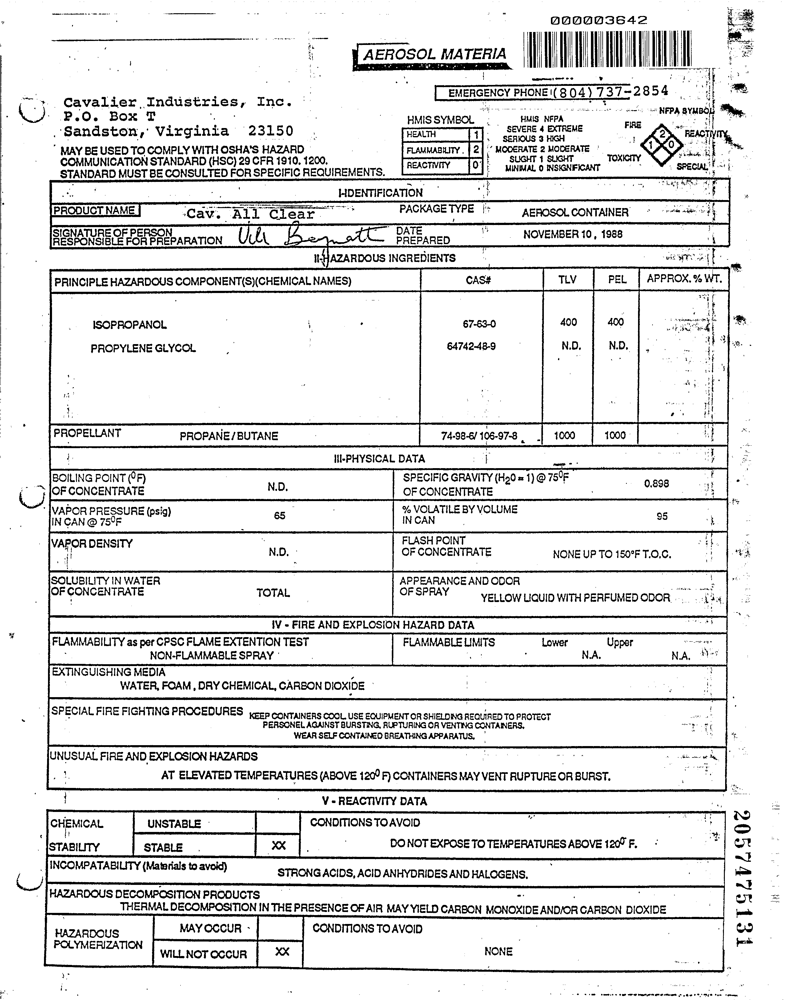 000003642
AEROSOL MATERIA
EMERGENCY PHONE (804) 737-2854
Cavalier Industries, Inc.
P.O. Box T
Sandston, Virginia 23150
MAY BE USED TO COMPLY WITH OSHA'S HAZARD
COMMUNICATION STANDARD (HSC) 29 CFR 1910. 1200.
STANDARD MUST BE CONSULTED FOR SPECIFIC REQUIREMENTS.
HMIS SYMBOL
HEALTH 1
FLAMMABILITY 2
REACTIVITY 0
HMIS NFPA
SEVERE 4 EXTREME
SERIOUS 3 HIGH
MODERATE 2 MODERATE
SLIGHT 1 SLIGHT
MINIMAL 0 INSIGNIFICANT
NFPA SYMBOL
FIRE
REACTIVITY
TOXICITY
SPECIAL
2
1 0
I-IDENTIFICATION
PRODUCT NAME Cav. All Clear PACKAGE TYPE AEROSOL CONTAINER
SIGNATURE OF PERSON
RESPONSIBLE FOR PREPARATION
DATE
PREPARED NOVEMBER 10, 1988
II-HAZARDOUS INGREDIENTS
PRINCIPLE HAZARDOUS COMPONENT(S)(CHEMICAL NAMES) CAS# TLV PEL APPROX. % WT.
ISOPROPANOL 67-63-0 400 400
PROPYLENE GLYCOL 64742-48-9 N.D. N.D.
PROPELLANT PROPANE/BUTANE 74-98-6/ 106-97-8 1000 1000
III-PHYSICAL DATA
BOILING POINT (ºF)
OF CONCENTRATE N.D.
SPECIFIC GRAVITY (H2O = 1) @ 75ºF
OF CONCENTRATE 0.898
VAPOR PRESSURE (psig)
IN CAN @ 75ºF 65
% VOLATILE BY VOLUME
IN CAN 95
VAPOR DENSITY N.D.
FLASH POINT
OF CONCENTRATE NONE UP TO 150°F T.O.C.
SOLUBILITY IN WATER
OF CONCENTRATE TOTAL
APPEARANCE AND ODOR
OF SPRAY YELLOW LIQUID WITH PERFUMED ODOR
IV - FIRE AND EXPLOSION HAZARD DATA
FLAMMABILITY as per CPSC FLAME EXTENTION TEST
NON-FLAMMABLE SPRAY
FLAMMABLE LIMITS Lower Upper
N.A. N.A.
EXTINGUISHING MEDIA
WATER, FOAM, DRY CHEMICAL, CARBON DIOXIDE
SPECIAL FIRE FIGHTING PROCEDURES KEEP CONTAINERS COOL. USE EQUIPMENT OR SHIELDING REQUIRED TO PROTECT
PERSONEL AGAINST BURSTING, RUPTURING OR VENTING CONTAINERS.
WEAR SELF CONTAINED BREATHING APPARATUS.
UNUSUAL FIRE AND EXPLOSION HAZARDS
AT ELEVATED TEMPERATURES (ABOVE 120º F) CONTAINERS MAY VENT RUPTURE OR BURST.
V - REACTIVITY DATA
CHEMICAL
STABILITY
UNSTABLE
STABLE XX
CONDITIONS TO AVOID
DO NOT EXPOSE TO TEMPERATURES ABOVE 120º F.
INCOMPATABILITY (Materials to avoid)
STRONG ACIDS, ACID ANHYDRIDES AND HALOGENS.
HAZARDOUS DECOMPOSITION PRODUCTS
THERMAL DECOMPOSITION IN THE PRESENCE OF AIR MAY YIELD CARBON MONOXIDE AND/OR CARBON DIOXIDE
HAZARDOUS
POLYMERIZATION
MAY OCCUR
WILL NOT OCCUR XX
CONDITIONS TO AVOID
NONE
2057475131